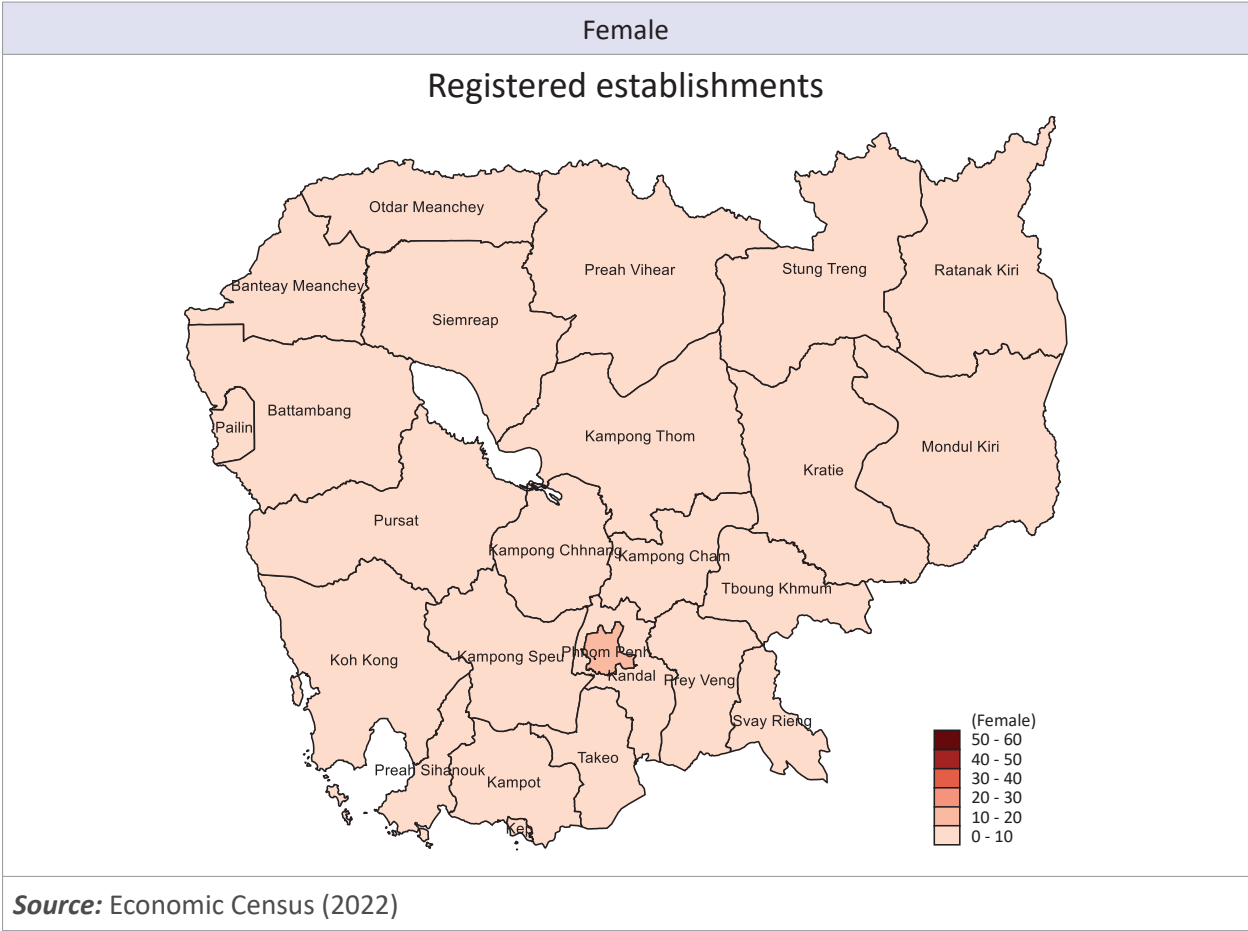 Female
Registered establishments
Otdar Meanchey
Preah Vihear
Stung Treng
Ratanak Kiri
Banteay Meanchey
Siemreap
Battambang
Pailin
Kampong Thom
Mondul Kiri
Kratie
Pursat
Kampong Chhnang
Kampong Cham
Tboung Khmum
Phnom Penh
Koh Kong
Kampong Speu
Kandal
Prey Veng
Svay Rieng
Takeo
Preah Sihanouk
Kampot
Kep
(Female)
50 - 60
40 - 50
30 - 40
20 - 30
10 - 20
0 - 10
Source: Economic Census (2022)